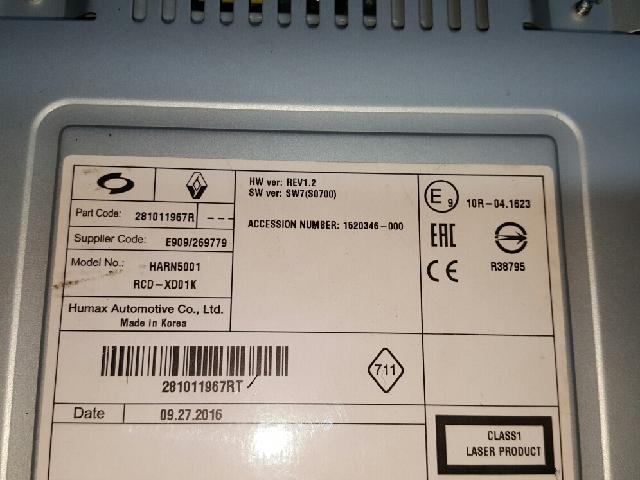 Part Code: 281011967R ---
Supplier Code: E909/269779
Model No.: HARN5001
RCD-XD01K
Humax Automotive Co., Ltd.
Made in Korea
HW ver: REV1.2
SW ver: SW7(S0700)
ACCESSION NUMBER: 1520346-000
E9 10R-04.1623
EAC
CE R38795
281011967RT
711
Date 09.27.2016
CLASS1
LASER PRODUCT